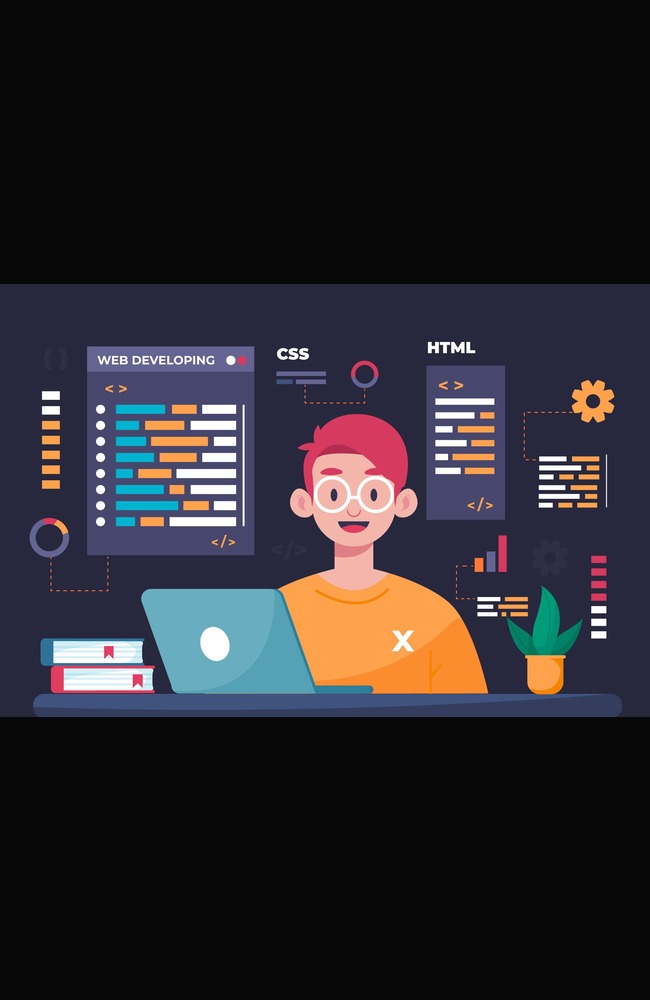 WEB DEVELOPING
< >
</>
CSS
HTML
< >
</>
{ }
</>
X